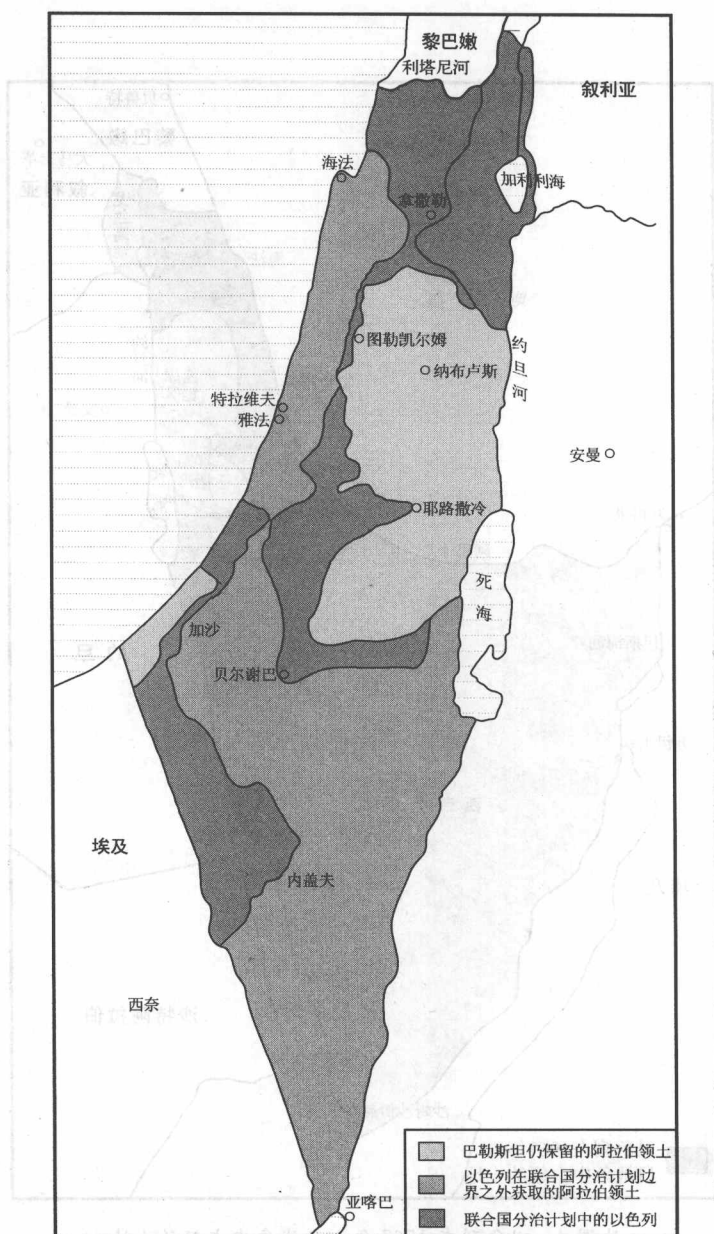 黎巴嫩
利塔尼河
叙利亚
海法
加利利海
拿撒勒
图勒凯尔姆
约旦河
纳布卢斯
特拉维夫
雅法
安曼
耶路撒冷
死海
加沙
贝尔谢巴
埃及
内盖夫
西奈
巴勒斯坦仍保留的阿拉伯领土
以色列在联合国分治计划边
界之外获取的阿拉伯领土
联合国分治计划中的以色列
亚喀巴